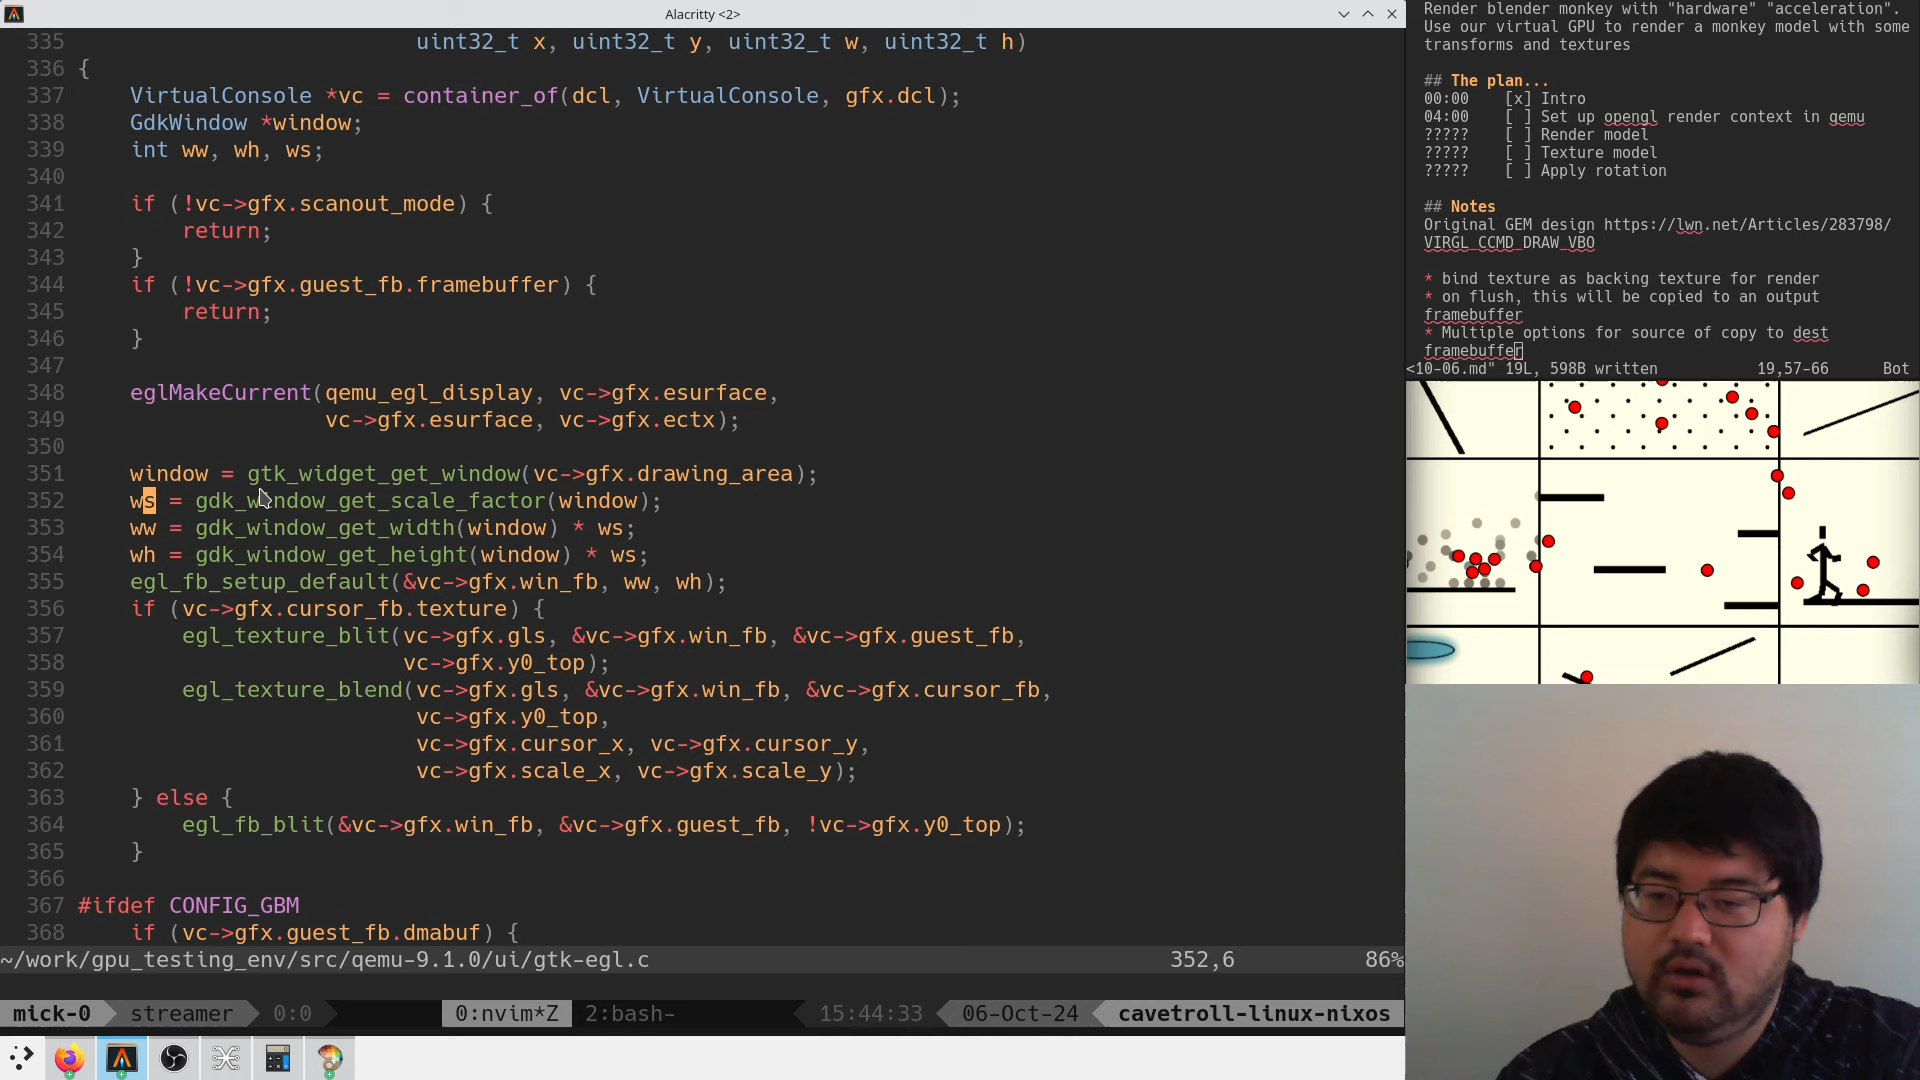 Alacritty <2>
335                           uint32_t x, uint32_t y, uint32_t w, uint32_t h)
336 {
337     VirtualConsole *vc = container_of(dcl, VirtualConsole, gfx.dcl);
338     GdkWindow *window;
339     int ww, wh, ws;
340
341     if (!vc->gfx.scanout_mode) {
342         return;
343     }
344     if (!vc->gfx.guest_fb.framebuffer) {
345         return;
346     }
347
348     eglMakeCurrent(qemu_egl_display, vc->gfx.esurface,
349                    vc->gfx.esurface, vc->gfx.ectx);
350
351     window = gtk_widget_get_window(vc->gfx.drawing_area);
352     ws = gdk_window_get_scale_factor(window);
353     ww = gdk_window_get_width(window) * ws;
354     wh = gdk_window_get_height(window) * ws;
355     egl_fb_setup_default(&vc->gfx.win_fb, ww, wh);
356     if (vc->gfx.cursor_fb.texture) {
357         egl_texture_blit(vc->gfx.gls, &vc->gfx.win_fb, &vc->gfx.guest_fb,
358                          vc->gfx.y0_top);
359         egl_texture_blend(vc->gfx.gls, &vc->gfx.win_fb, &vc->gfx.cursor_fb,
360                           vc->gfx.y0_top,
361                           vc->gfx.cursor_x, vc->gfx.cursor_y,
362                           vc->gfx.scale_x, vc->gfx.scale_y);
363     } else {
364         egl_fb_blit(&vc->gfx.win_fb, &vc->gfx.guest_fb, !vc->gfx.y0_top);
365     }
366
367 #ifdef CONFIG_GBM
368     if (vc->gfx.guest_fb.dmabuf) {
~/work/gpu_testing_env/src/qemu-9.1.0/ui/gtk-egl.c 352,6 86%
mick-0 streamer 0:0 0:nvim*Z 2:bash- 15:44:33 06-Oct-24 cavetroll-linux-nixos
Render blender monkey with "hardware" "acceleration".
Use our virtual GPU to render a monkey model with some
transforms and textures
## The plan...
00:00    [x] Intro
04:00    [ ] Set up opengl render context in qemu
?????    [ ] Render model
?????    [ ] Texture model
?????    [ ] Apply rotation
## Notes
Original GEM design https://lwn.net/Articles/283798/
VIRGL_CCMD_DRAW_VBO
* bind texture as backing texture for render
* on flush, this will be copied to an output
framebuffer
* Multiple options for source of copy to dest
framebuffer
<10-06.md" 19L, 598B written 19,57-66 Bot